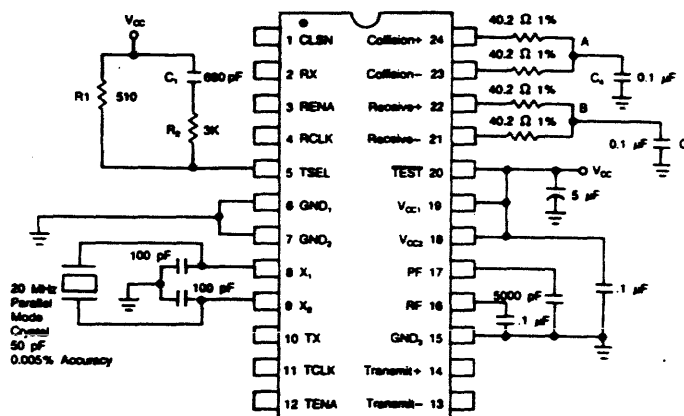 Vcc
R1
510
C1
680 pF
R2
3K
1 CLSN
2 RX
3 RENA
4 RCLK
5 TSEL
6 GND1
7 GND2
8 X1
9 X2
10 TX
11 TCLK
12 TENA
100 pF
100 pF
20 MHz
Parallel
Mode
Crystal
50 pF
0.005% Accuracy
Collision+ 24
Collision– 23
Receive+ 22
Receive– 21
TEST 20
VCC1 19
VCC2 18
PF 17
RF 16
GND3 15
Transmit+ 14
Transmit– 13
40.2 Ω 1%
A
40.2 Ω 1%
0.1 μF
40.2 Ω 1%
B
40.2 Ω 1%
0.1 μF
C
Vcc
5 μF
5000 pF
.1 μF
.1 μF